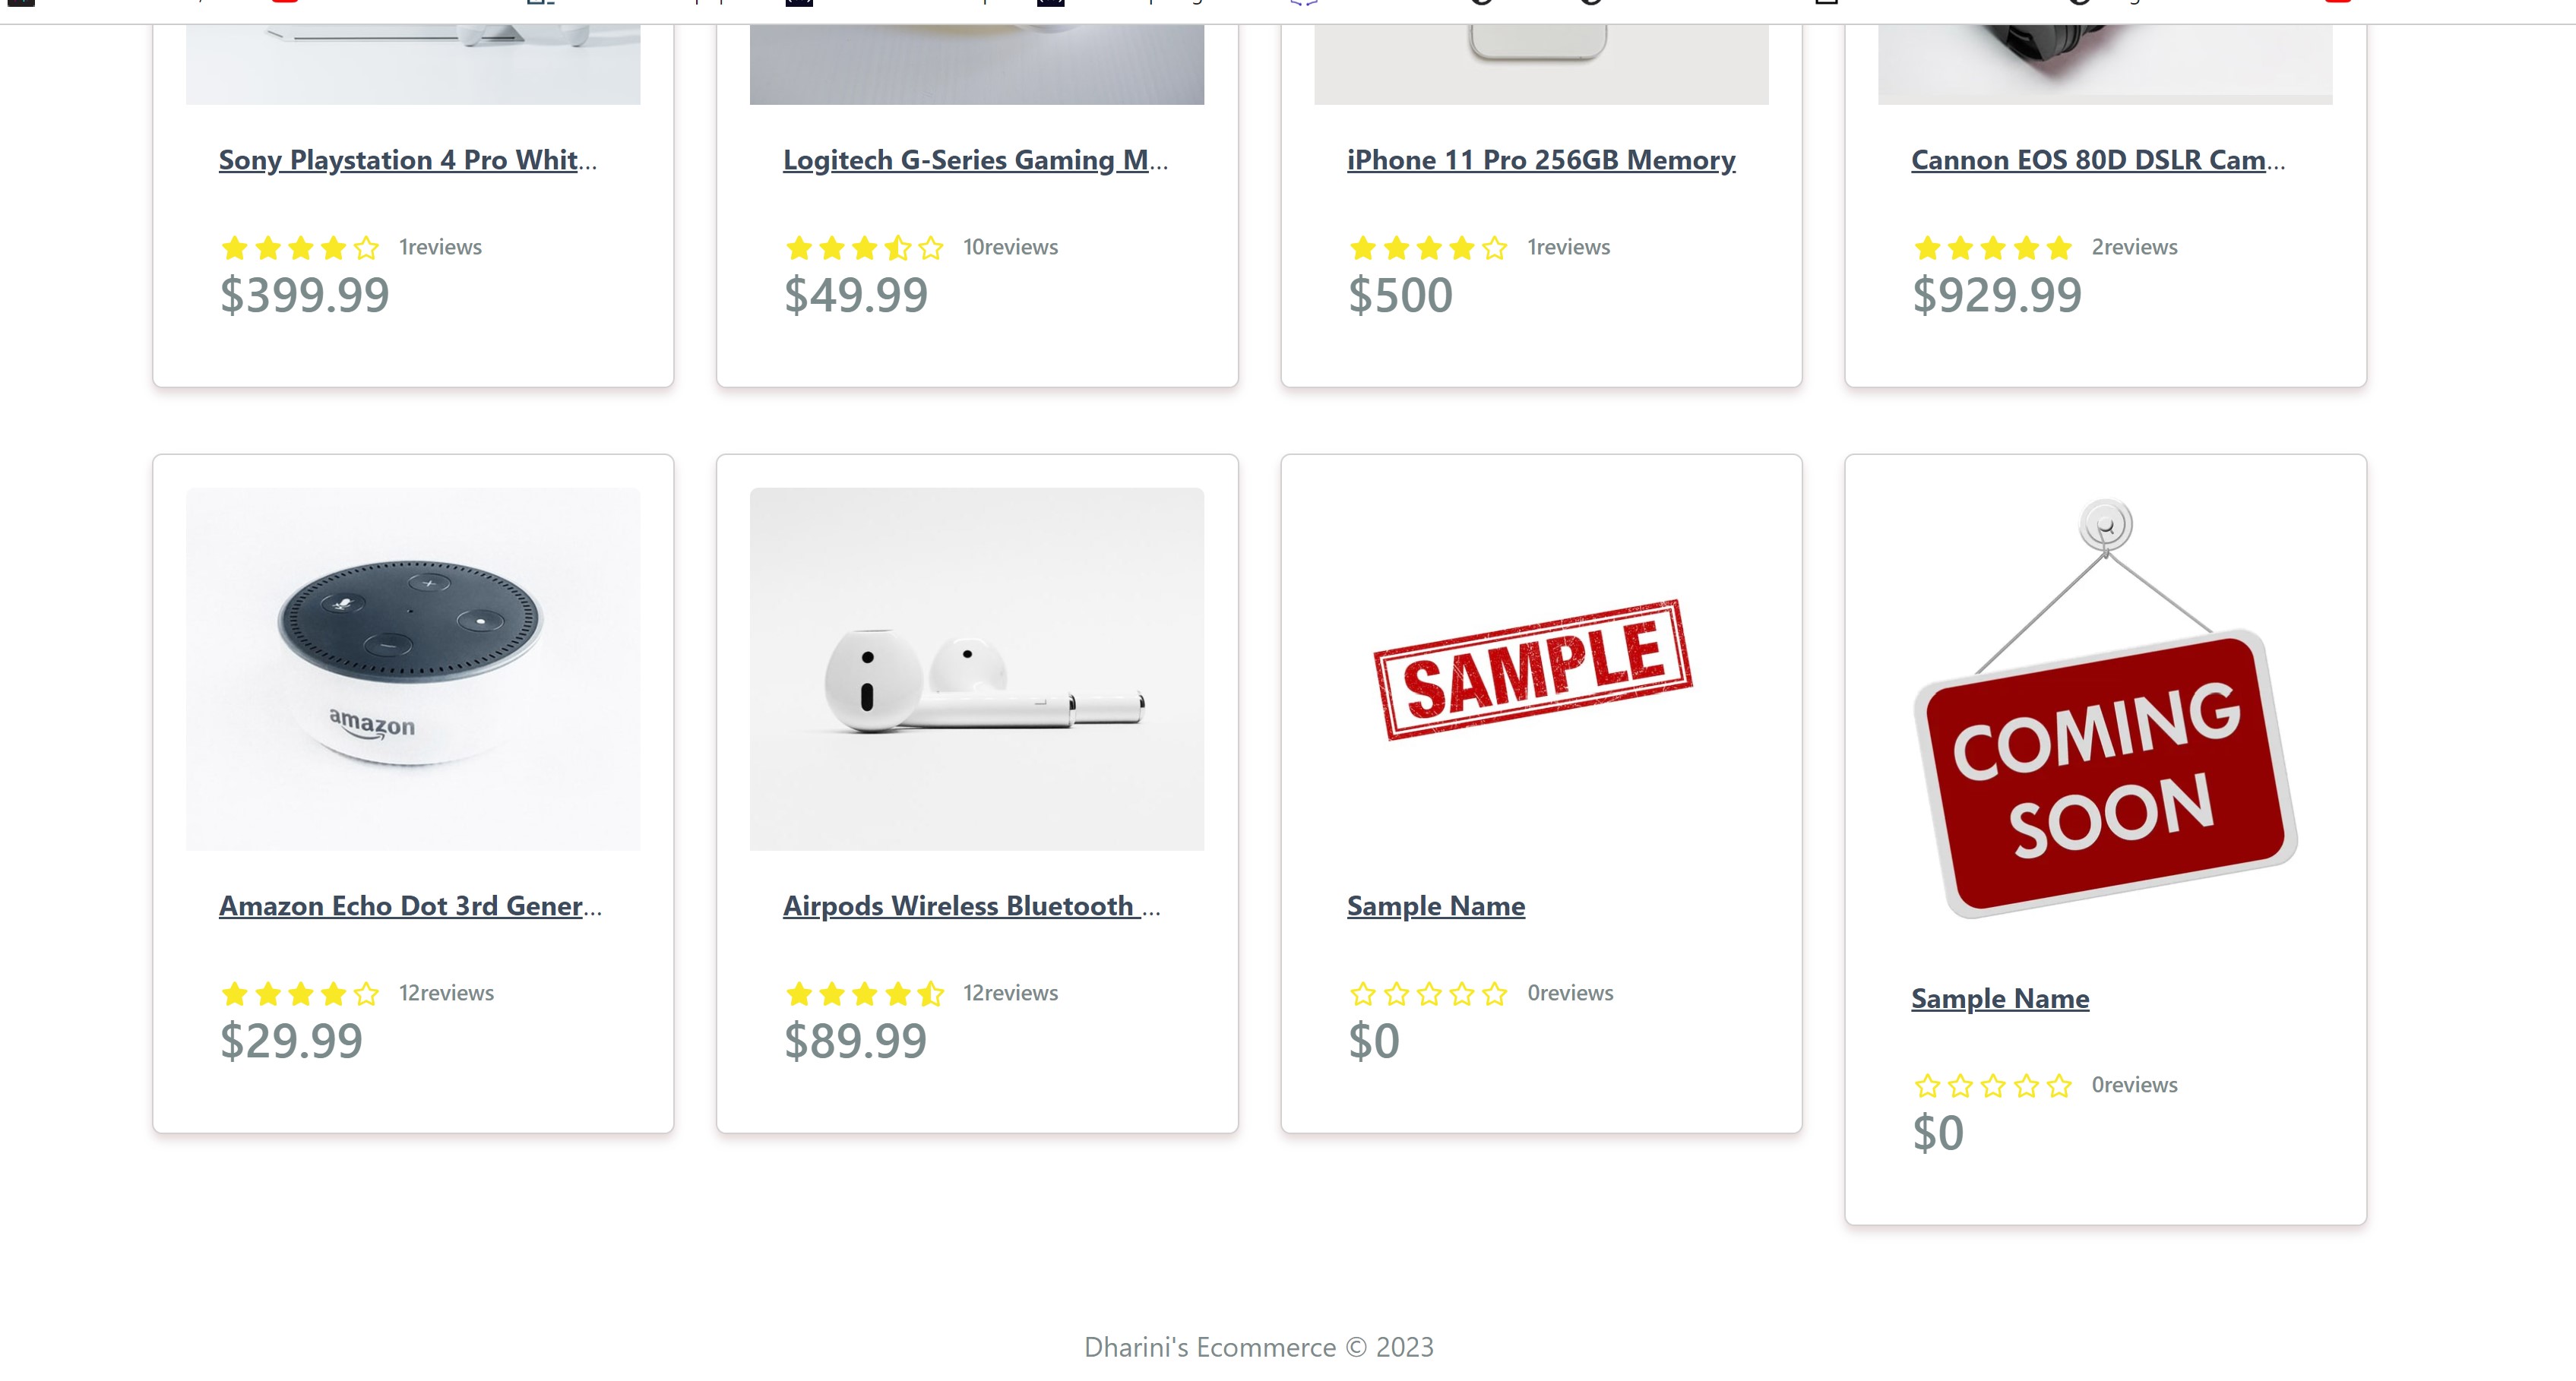 Sony Playstation 4 Pro Whit...
Logitech G-Series Gaming M...
iPhone 11 Pro 256GB Memory
Cannon EOS 80D DSLR Cam...
1reviews
10reviews
1reviews
2reviews
$399.99
$49.99
$500
$929.99
amazon
SAMPLE
COMING
SOON
Amazon Echo Dot 3rd Gener...
Airpods Wireless Bluetooth ...
Sample Name
Sample Name
12reviews
12reviews
0reviews
0reviews
$29.99
$89.99
$0
$0
Dharini's Ecommerce © 2023